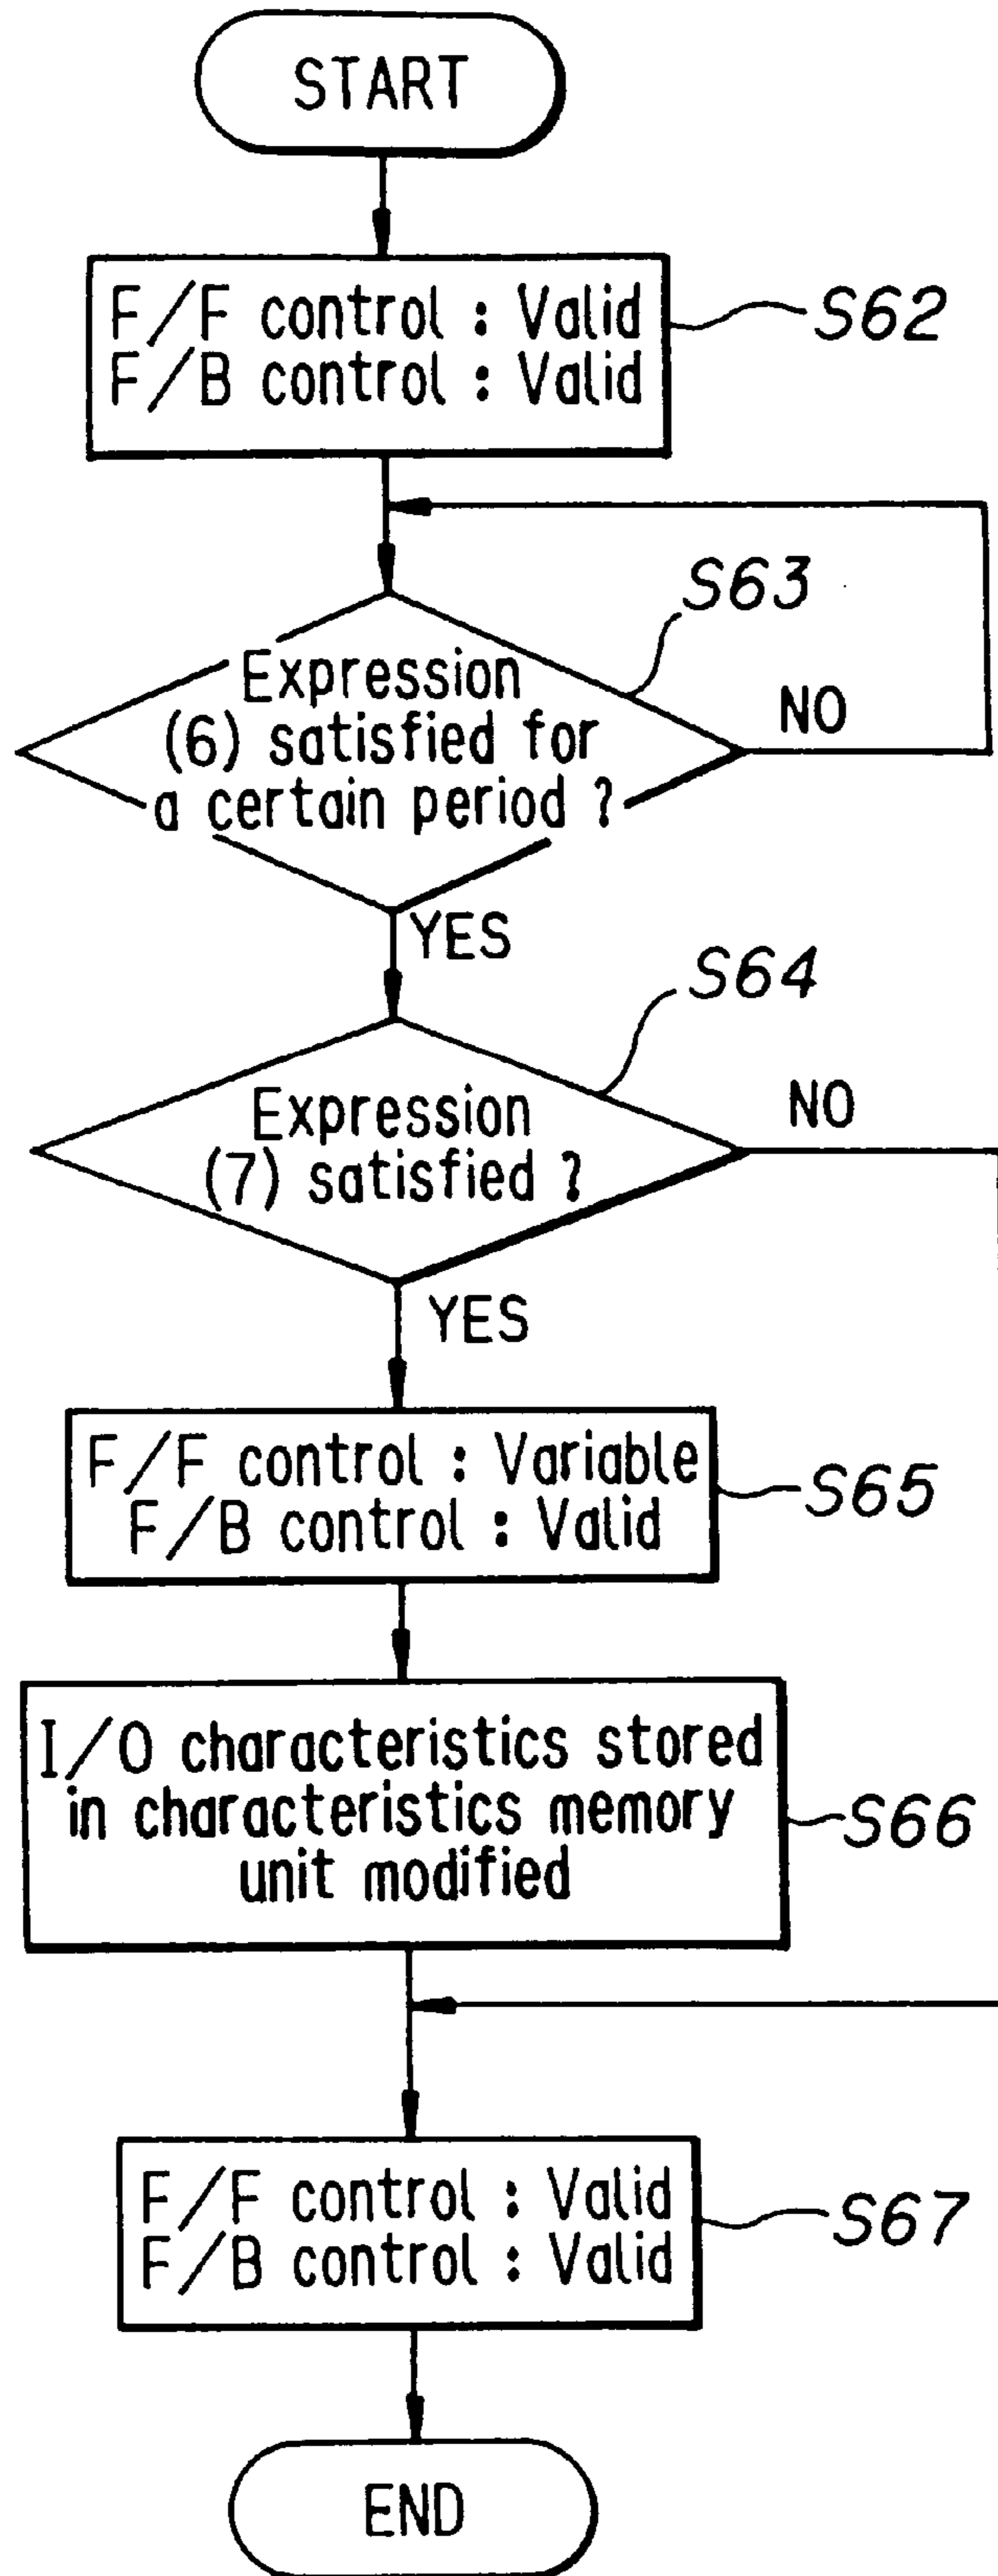 START
F/F control : Valid
F/B control : Valid
S62
S63
Expression
(6) satisfied for
a certain period ?
NO
YES
S64
Expression
(7) satisfied ?
NO
YES
F/F control : Variable
F/B control : Valid
S65
I/O characteristics stored
in characteristics memory
unit modified
S66
F/F control : Valid
F/B control : Valid
S67
END